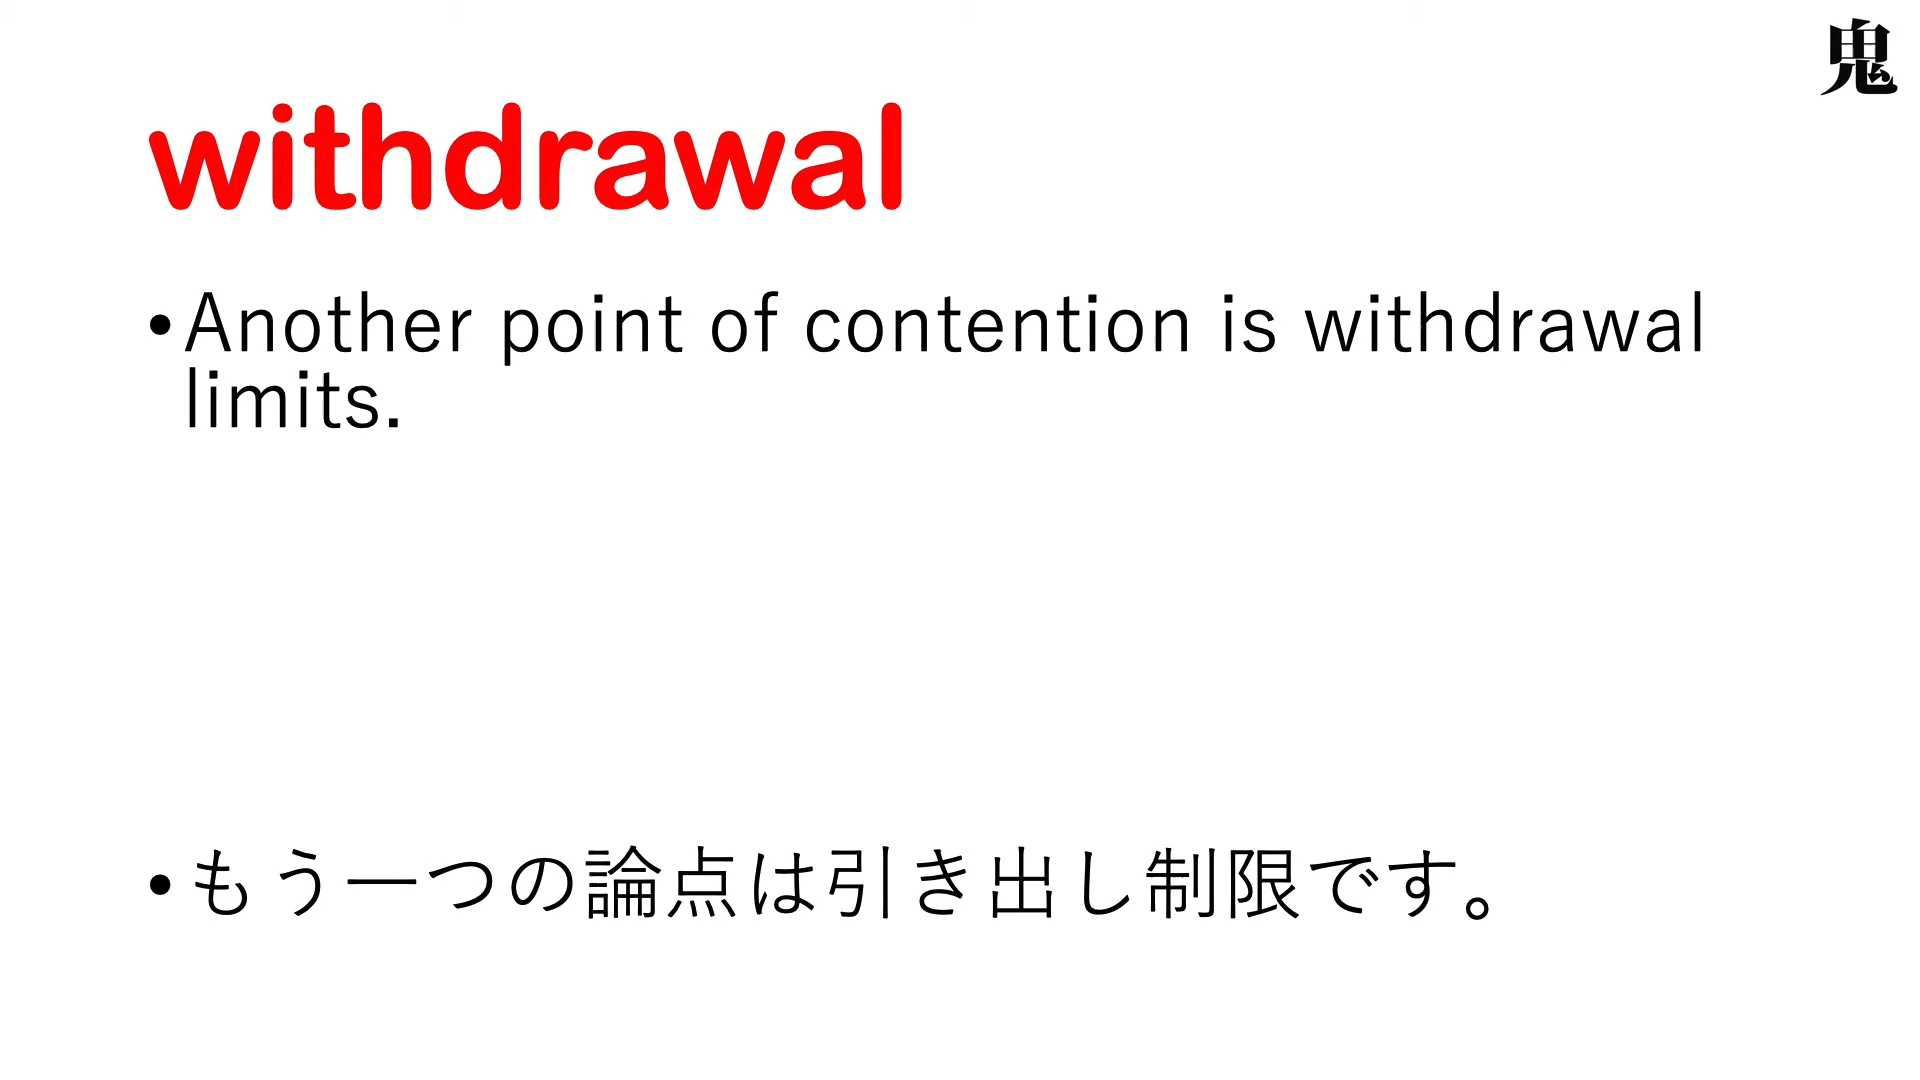 鬼
withdrawal
•Another point of contention is withdrawal
limits.
•もう一つの論点は引き出し制限です。